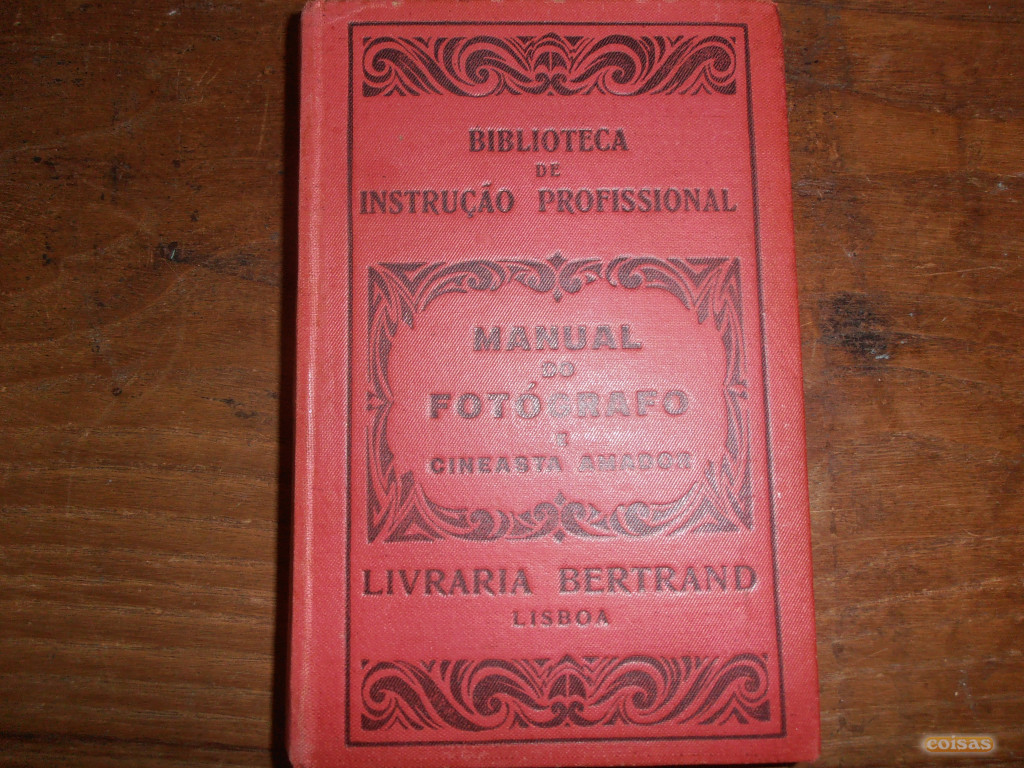 BIBLIOTECA
DE
INSTRUÇÃO PROFISSIONAL
MANUAL
DO
FOTÓGRAFO
E
CINEASTA AMADOR
LIVRARIA BERTRAND
LISBOA
coisas